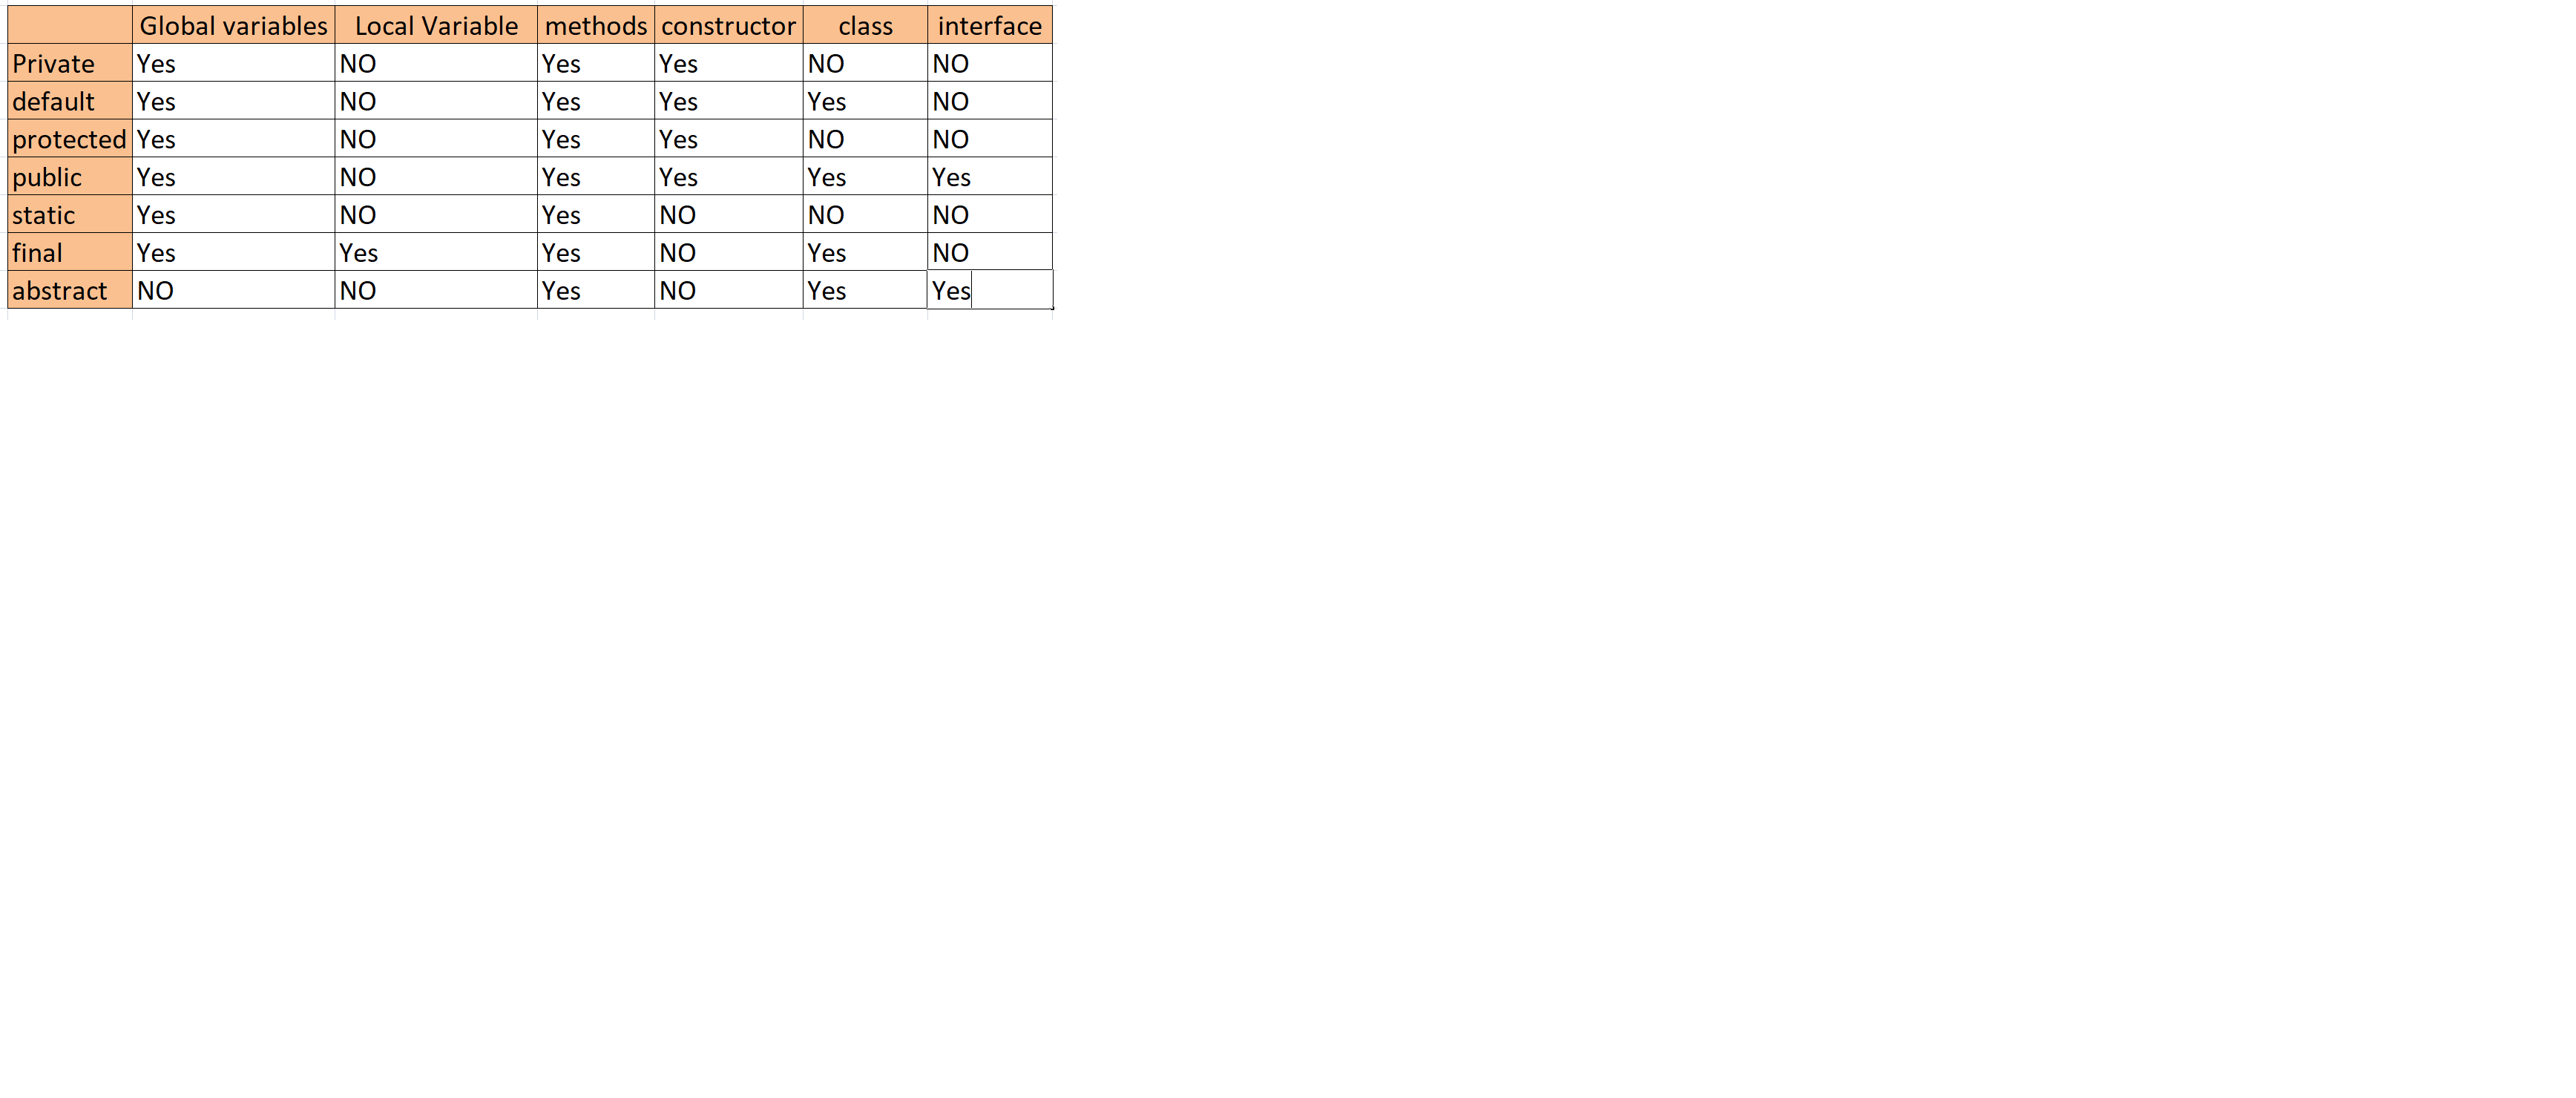 Global variables Local Variable methods constructor class interface
Private Yes NO Yes Yes NO NO
default Yes NO Yes Yes Yes NO
protected Yes NO Yes Yes NO NO
public Yes NO Yes Yes Yes Yes
static Yes NO Yes NO NO NO
final Yes Yes Yes NO Yes NO
abstract NO NO Yes NO Yes Yes